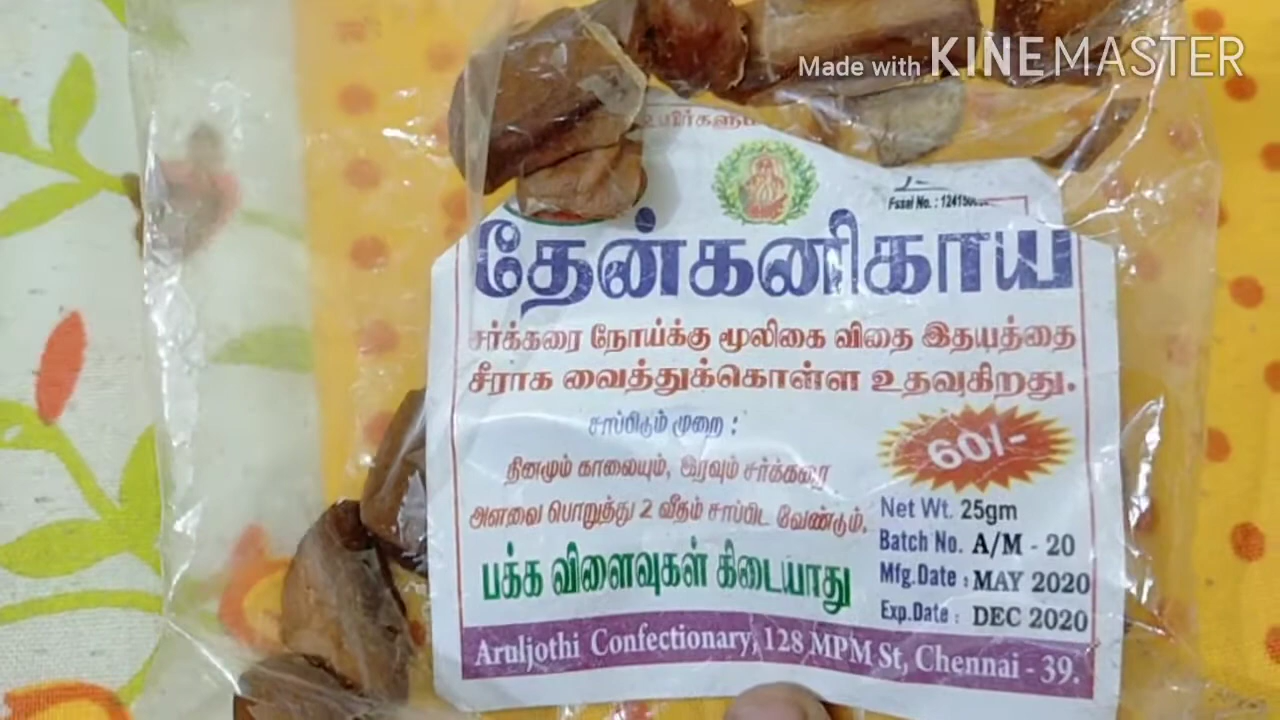 Made with KINEMASTER
Fssai No. :
தேன்கனிகாய்
சர்க்கரை நோய்க்கு மூலிகை விதை இதயத்தை
சீராக வைத்துக்கொள்ள உதவுகிறது.
சாப்பிடும் முறை :
தினமும் காலையும், இரவும் சர்க்கரை
அளவை பொறுத்து 2 வீதம் சாப்பிட வேண்டும்.
பக்க விளைவுகள் கிடையாது
60/-
Net Wt. 25gm
Batch No. A/M - 20
Mfg.Date : MAY 2020
Exp.Date : DEC 2020
Aruljothi Confectionary, 128 MPM St, Chennai - 39.